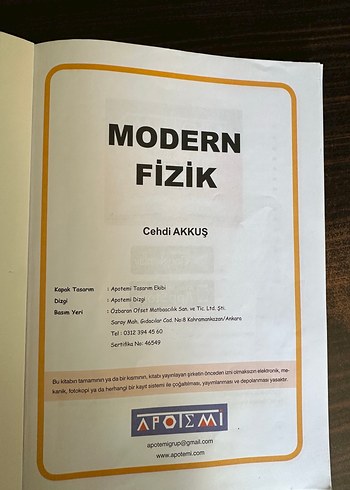 MODERN
FİZİK
Cehdi AKKUŞ
Kapak Tasarım : Apotemi Tasarım Ekibi
Dizgi : Apotemi Dizgi
Basım Yeri : Özbaran Ofset Matbaacılık San. ve Tic. Ltd. Şti.
Saray Mah. Gıdacılar Cad. No:8 Kahramankazan/Ankara
Tel : 0312 394 45 60
Sertifika No: 46549
Bu kitabın tamamının ya da bir kısmının, kitabı yayınlayan şirketin önceden izni olmaksızın elektronik, me-
kanik, fotokopi ya da herhangi bir kayıt sistemi ile çoğaltılması, yayınlanması ve depolanması yasaktır.
APOTEMİ
apotemigrup@gmail.com
www.apotemi.com